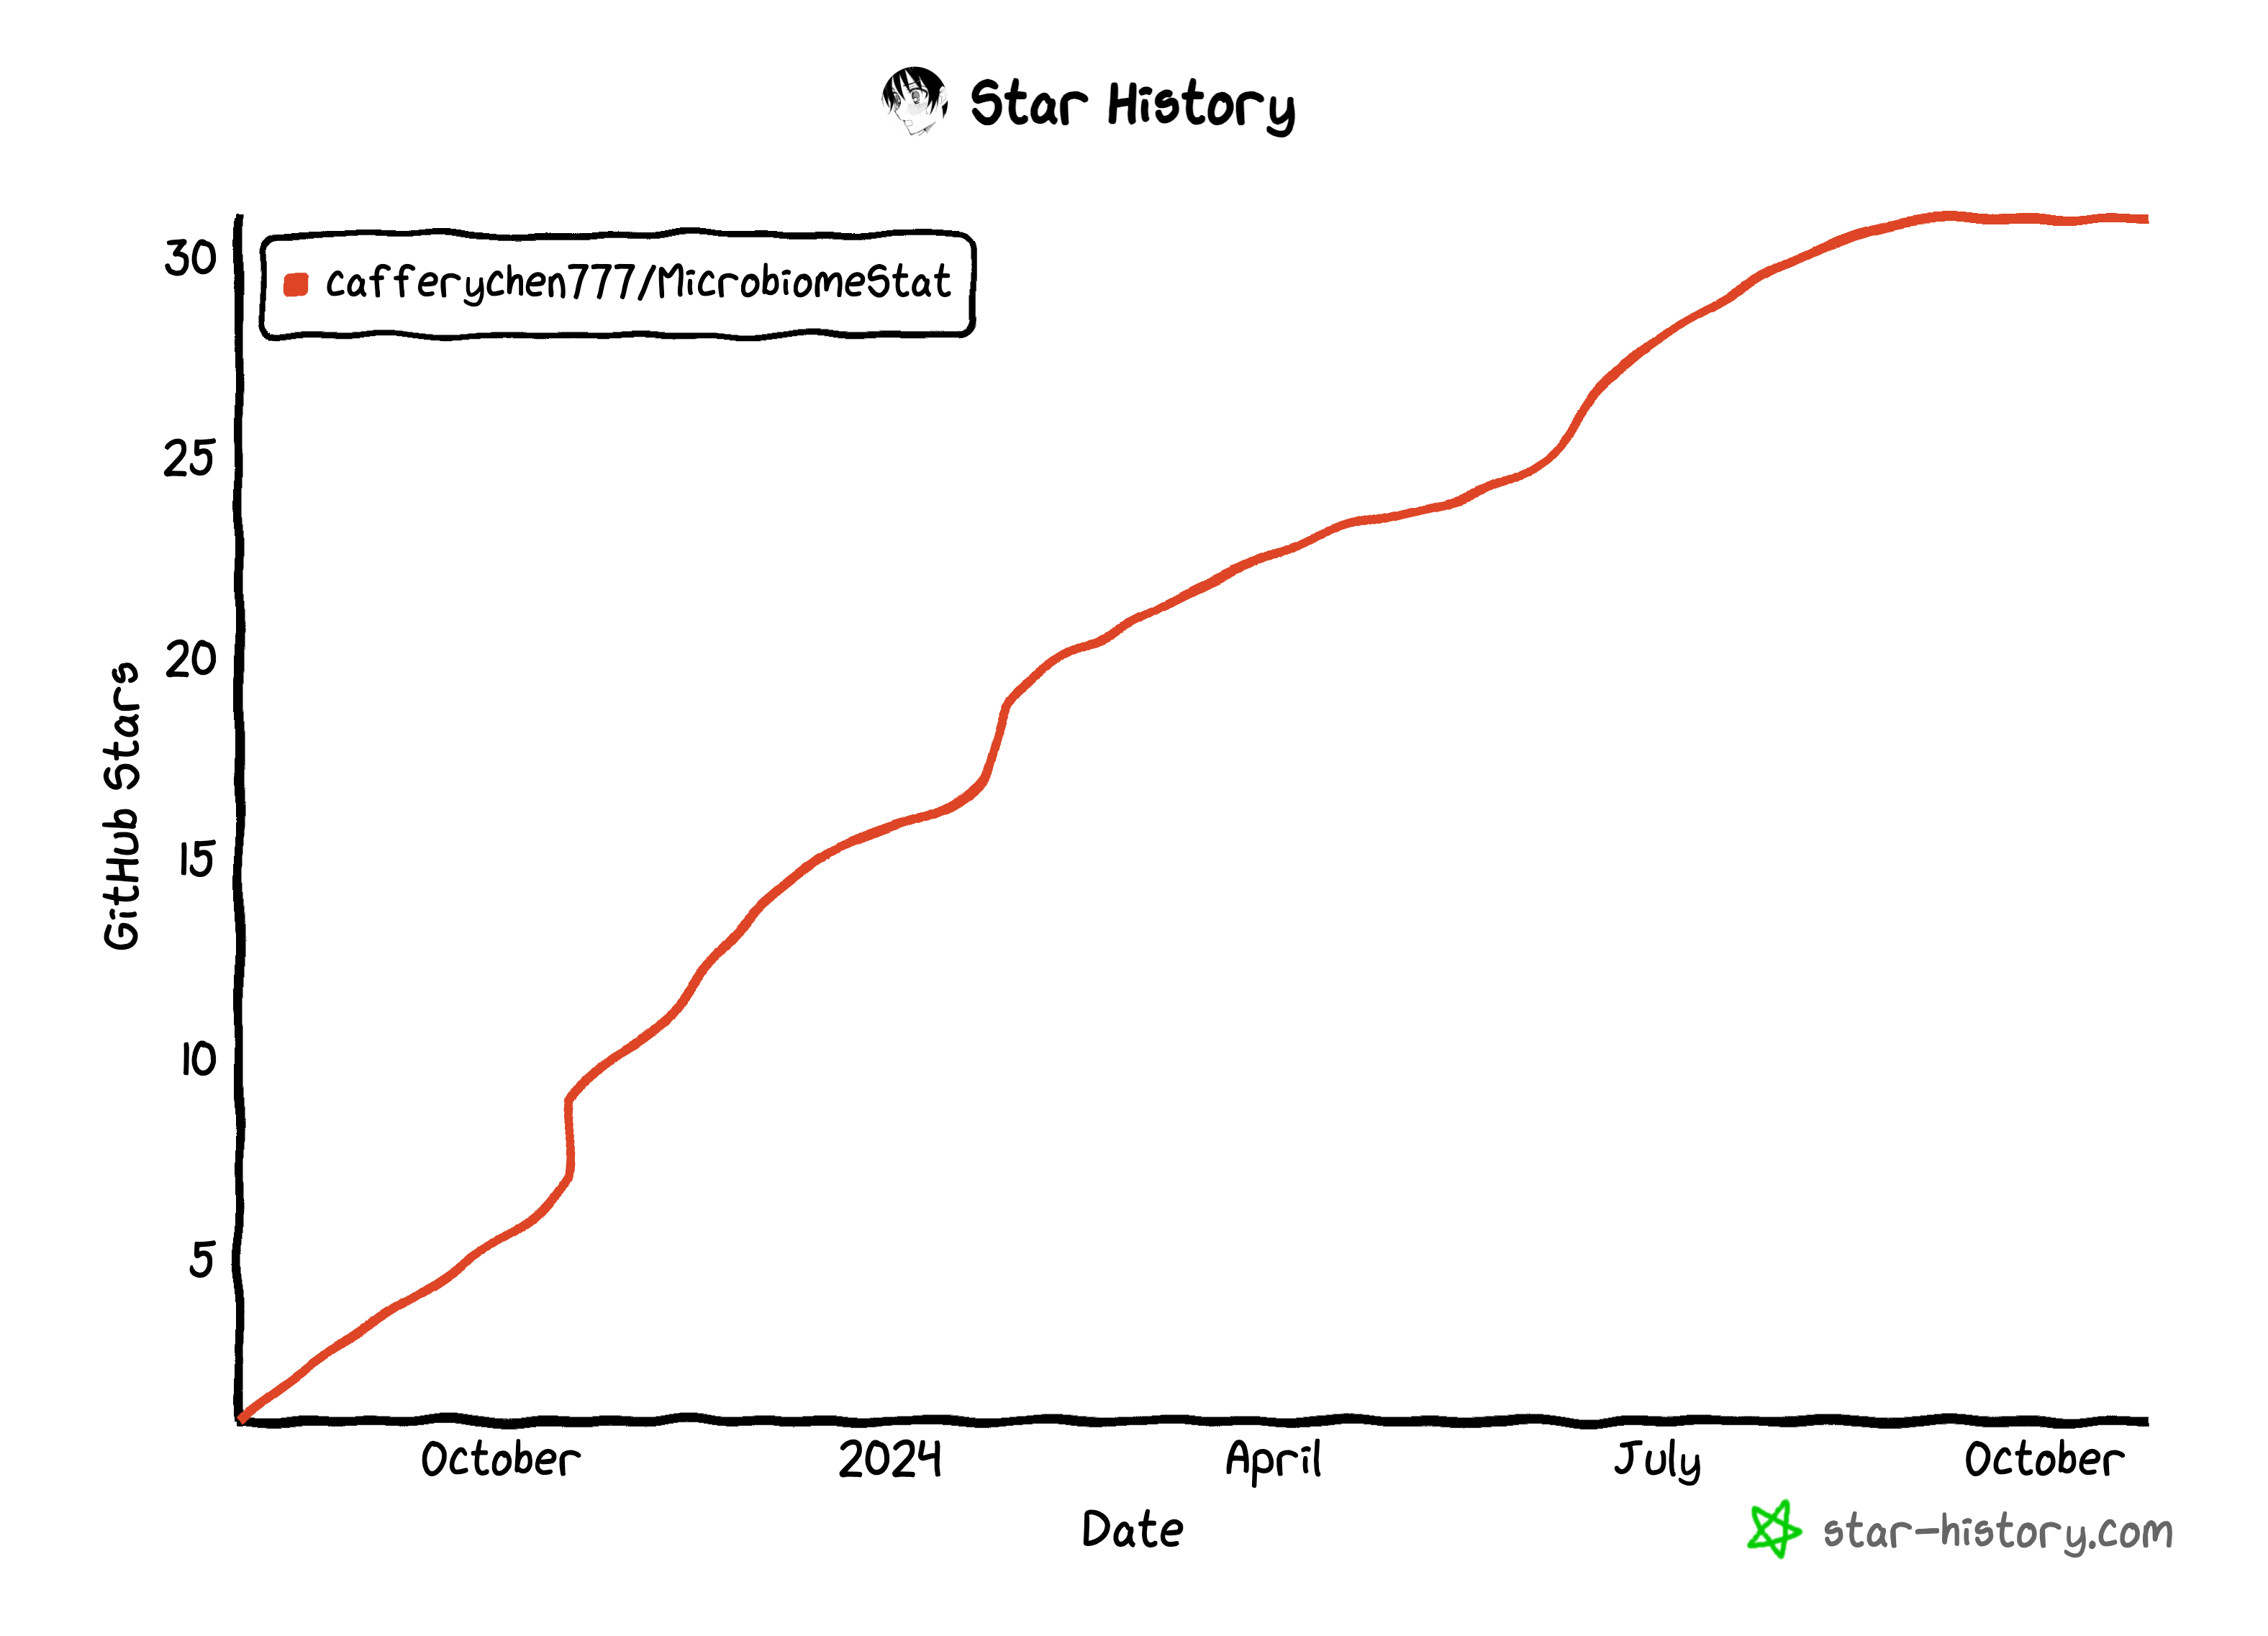 Star History
cafferychen777/MicrobiomeStat
30
25
20
15
10
5
GitHub Stars
October
2024
April
July
October
Date
star-history.com